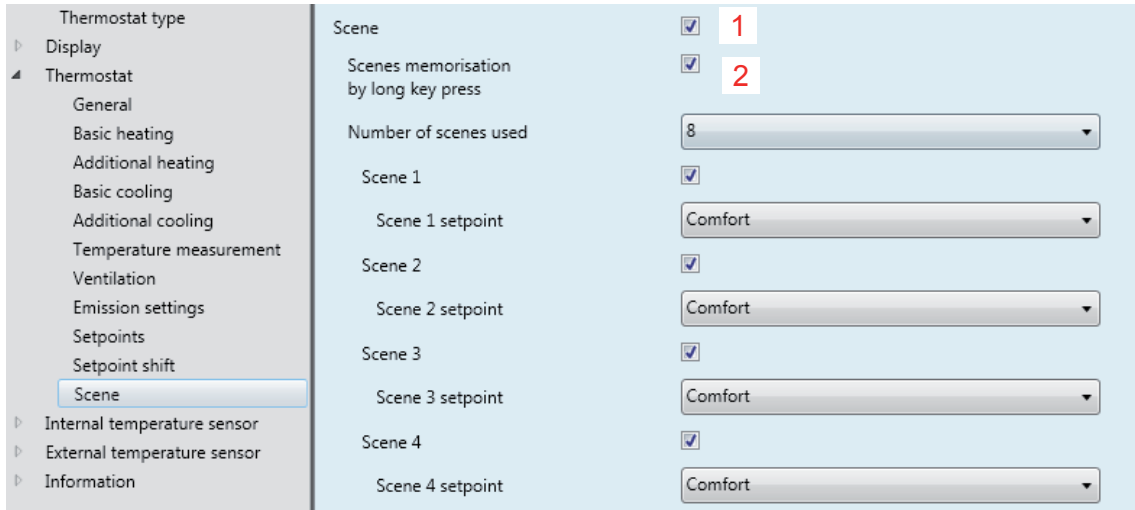 Thermostat type
Display
Thermostat
General
Basic heating
Additional heating
Basic cooling
Additional cooling
Temperature measurement
Ventilation
Emission settings
Setpoints
Setpoint shift
Scene
Internal temperature sensor
External temperature sensor
Information
Scene 1
Scenes memorisation 2
by long key press
Number of scenes used 8
Scene 1
Scene 1 setpoint Comfort
Scene 2
Scene 2 setpoint Comfort
Scene 3
Scene 3 setpoint Comfort
Scene 4
Scene 4 setpoint Comfort